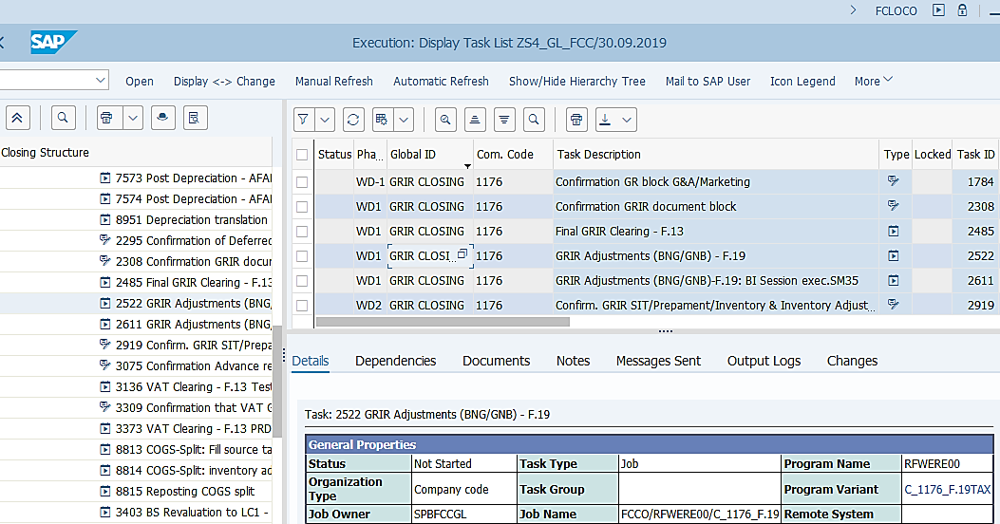 FCLOCO
SAP
Execution: Display Task List ZS4_GL_FCC/30.09.2019
Open Display <-> Change Manual Refresh Automatic Refresh Show/Hide Hierarchy Tree Mail to SAP User Icon Legend More
Closing Structure
7573 Post Depreciation - AFA
7574 Post Depreciation - AFA
8951 Depreciation translation
2295 Confirmation of Deferred
2308 Confirmation GRIR docu
2485 Final GRIR Clearing - F.13
2522 GRIR Adjustments (BNG,
2611 GRIR Adjustments (BNG,
2919 Confirm. GRIR SIT/Prepa
3075 Confirmation Advance re
3136 VAT Clearing - F.13 Test
3309 Confirmation that VAT
3373 VAT Clearing - F.13 PRD
8813 COGS-Split: Fill source ta
8814 COGS-Split: inventory ad
8815 Reposting COGS split
3403 BS Revaluation to LC1 -
Status Pha... Global ID Com. Code Task Description Type Locked Task ID
WD-1 GRIR CLOSING 1176 Confirmation GR block G&A/Marketing 1784
WD1 GRIR CLOSING 1176 Confirmation GRIR document block 2308
WD1 GRIR CLOSING 1176 Final GRIR Clearing - F.13 2485
WD1 GRIR CLOSI... 1176 GRIR Adjustments (BNG/GNB) - F.19 2522
WD1 GRIR CLOSING 1176 GRIR Adjustments (BNG/GNB)-F.19: BI Session exec.SM35 2611
WD2 GRIR CLOSING 1176 Confirm. GRIR SIT/Prepament/Inventory & Inventory Adjust... 2919
Details Dependencies Documents Notes Messages Sent Output Logs Changes
Task: 2522 GRIR Adjustments (BNG/GNB) - F.19
General Properties
Status Not Started Task Type Job Program Name RFWERE00
Organization Type Company code Task Group Program Variant C_1176_F.19TAX
Job Owner SPBFCCGL Job Name FCCO/RFWERE00/C_1176_F.19 Remote System